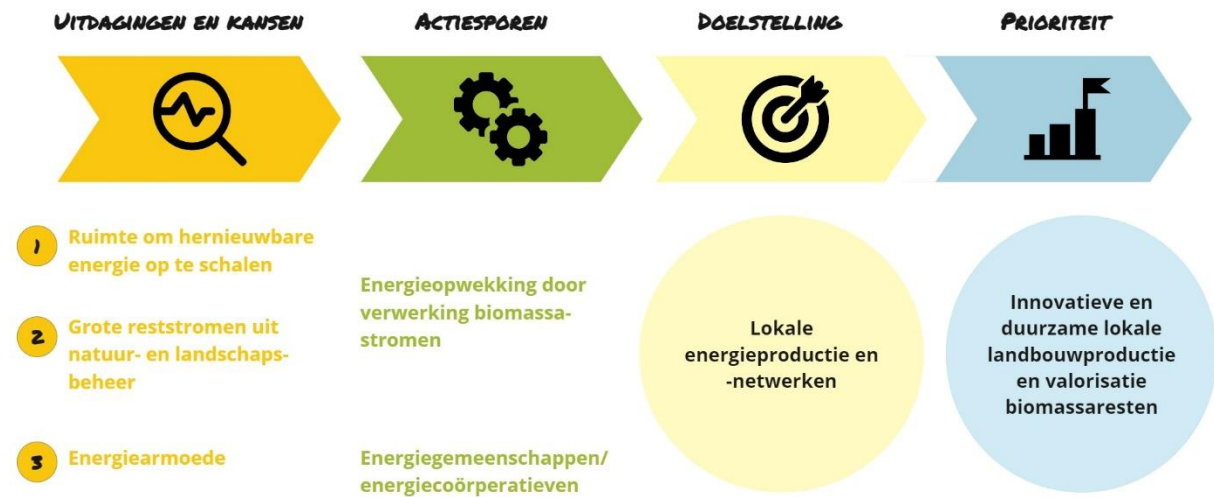 UITDAGINGEN EN KANSEN
ACTIESPOREN
DOELSTELLING
PRIORITEIT
1
Ruimte om hernieuwbare
energie op te schalen
2
Grote reststromen uit
natuur- en landschaps-
beheer
3
Energiearmoede
Energieopwekking door
verwerking biomassa-
stromen
Energiegemeenschappen/
energiecoörperatieven
Lokale
energieproductie en
-netwerken
Innovatieve en
duurzame lokale
landbouwproductie
en valorisatie
biomassaresten